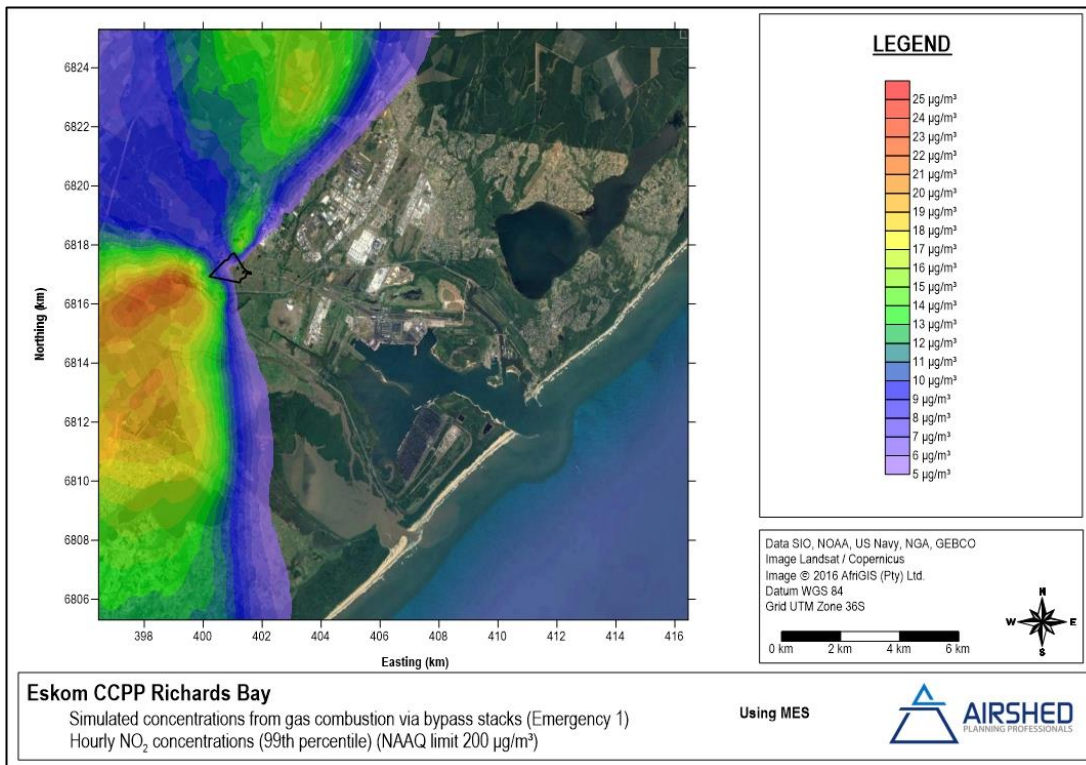 6824
6822
6820
6818
6816
6814
6812
6810
6808
6806
Northing (km)
398 400 402 404 406 408 410 412 414 416
Easting (km)
LEGEND
25 µg/m³
24 µg/m³
23 µg/m³
22 µg/m³
21 µg/m³
20 µg/m³
19 µg/m³
18 µg/m³
17 µg/m³
16 µg/m³
15 µg/m³
14 µg/m³
13 µg/m³
12 µg/m³
11 µg/m³
10 µg/m³
9 µg/m³
8 µg/m³
7 µg/m³
6 µg/m³
5 µg/m³
Data SIO, NOAA, US Navy, NGA, GEBCO
Image Landsat / Copernicus
Image © 2016 AfriGIS (Pty) Ltd.
Datum WGS 84
Grid UTM Zone 36S
N
W E
S
0 km 2 km 4 km 6 km
Eskom CCPP Richards Bay
Simulated concentrations from gas combustion via bypass stacks (Emergency 1)
Hourly NO₂ concentrations (99th percentile) (NAAQ limit 200 µg/m³)
Using MES
AIRSHED
PLANNING PROFESSIONALS